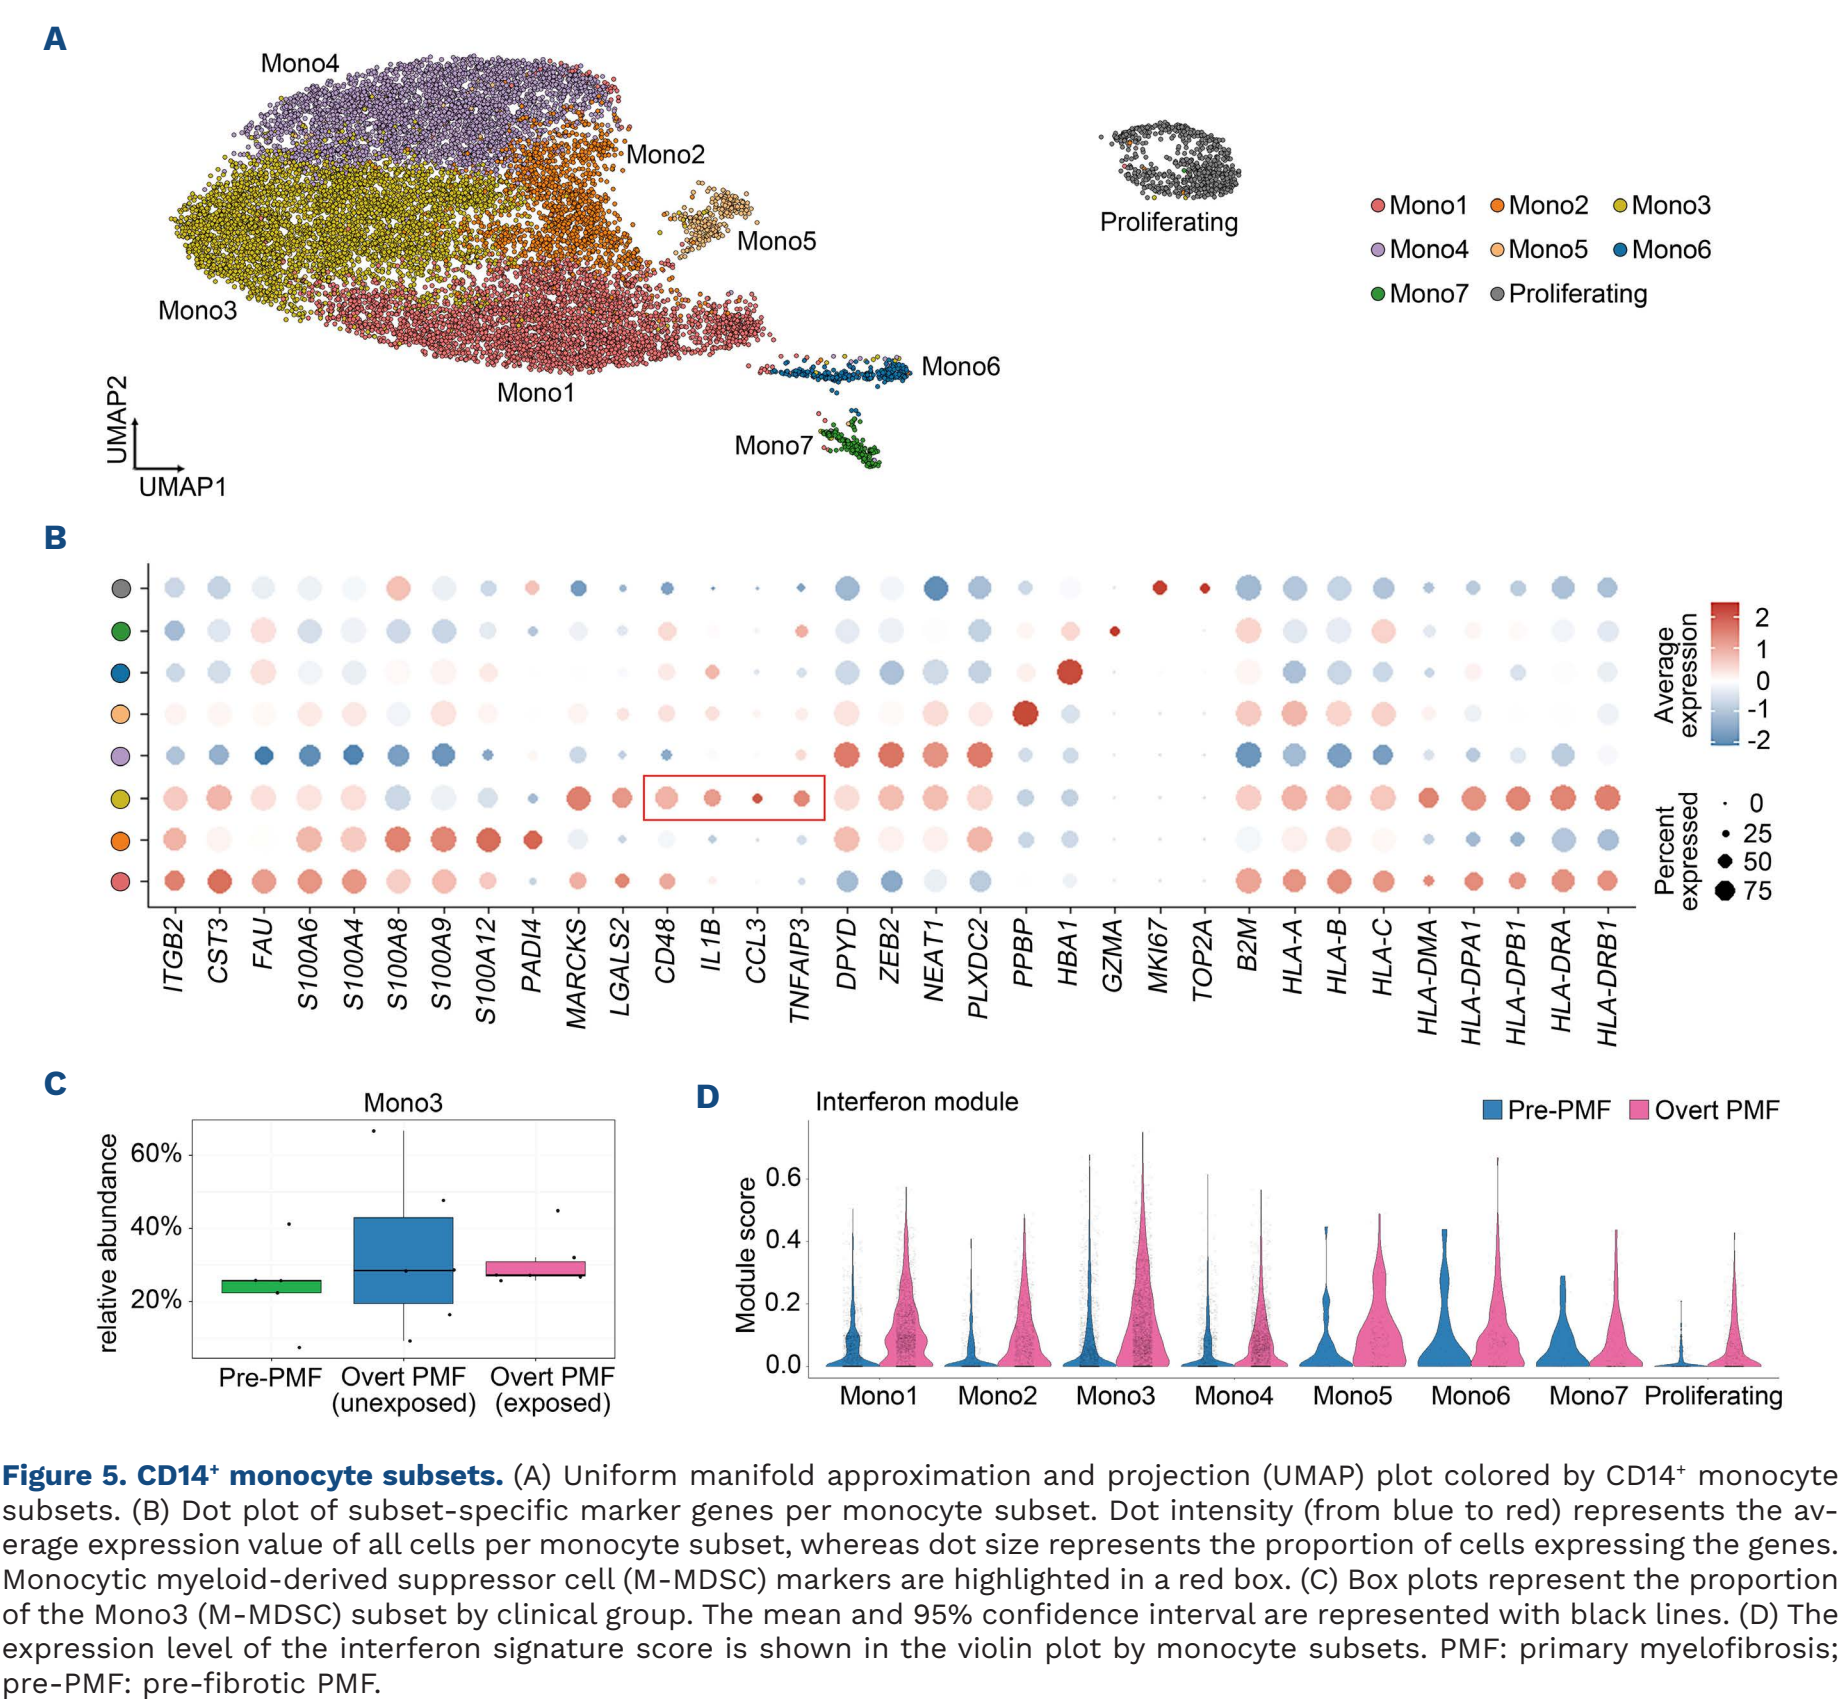 A
Mono4
Mono2
Mono5
Mono3
Mono1
Mono6
Mono7
Proliferating
UMAP2
UMAP1
Mono1 Mono2 Mono3
Mono4 Mono5 Mono6
Mono7 Proliferating
B
ITGB2 CST3 FAU S100A6 S100A4 S100A8 S100A9 S100A12 PADI4 MARCKS LGALS2 CD48 IL1B CCL3 TNFAIP3 DPYD ZEB2 NEAT1 PLXDC2 PPBP HBA1 GZMA MKI67 TOP2A B2M HLA-A HLA-B HLA-C HLA-DMA HLA-DPA1 HLA-DPB1 HLA-DRA HLA-DRB1
Average
expression
2
1
0
-1
-2
Percent
expressed
0
25
50
75
C
Mono3
relative abundance
60%
40%
20%
Pre-PMF Overt PMF Overt PMF
(unexposed) (exposed)
D
Interferon module
Pre-PMF Overt PMF
Module score
0.6
0.4
0.2
0.0
Mono1 Mono2 Mono3 Mono4 Mono5 Mono6 Mono7 Proliferating
Figure 5. CD14+ monocyte subsets. (A) Uniform manifold approximation and projection (UMAP) plot colored by CD14+ monocyte
subsets. (B) Dot plot of subset-specific marker genes per monocyte subset. Dot intensity (from blue to red) represents the av-
erage expression value of all cells per monocyte subset, whereas dot size represents the proportion of cells expressing the genes.
Monocytic myeloid-derived suppressor cell (M-MDSC) markers are highlighted in a red box. (C) Box plots represent the proportion
of the Mono3 (M-MDSC) subset by clinical group. The mean and 95% confidence interval are represented with black lines. (D) The
expression level of the interferon signature score is shown in the violin plot by monocyte subsets. PMF: primary myelofibrosis;
pre-PMF: pre-fibrotic PMF.